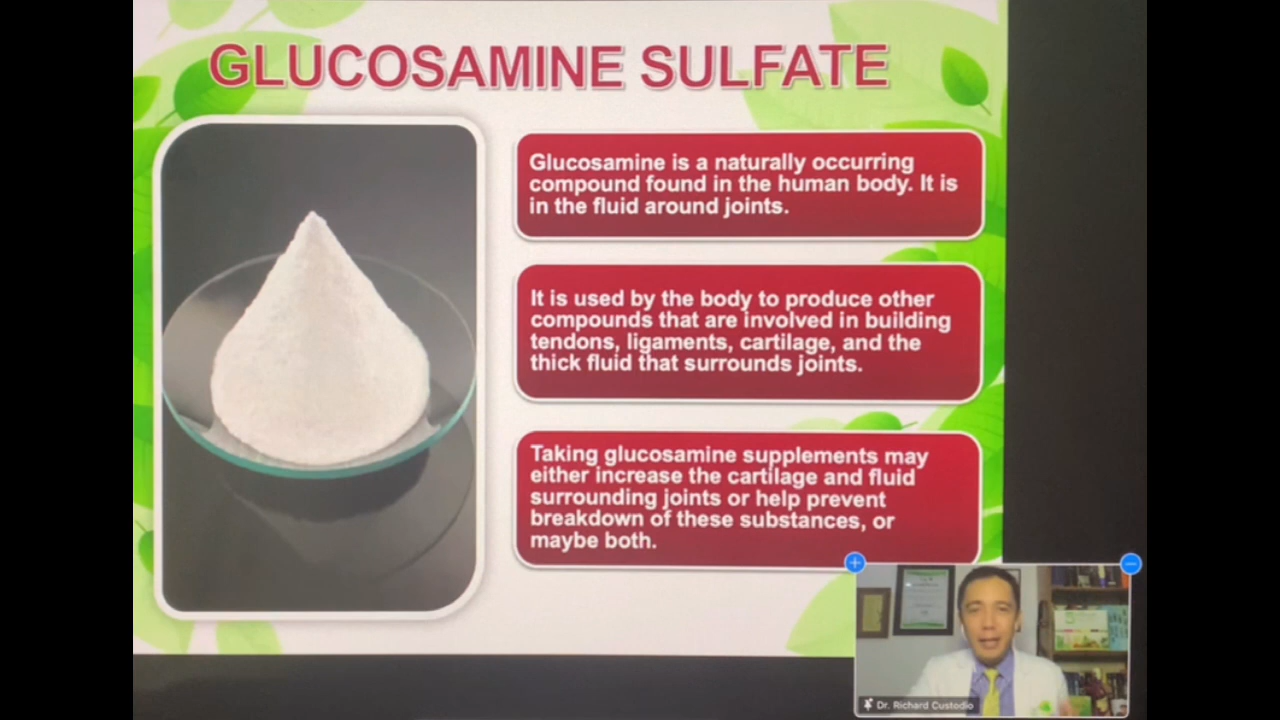 GLUCOSAMINE SULFATE
Glucosamine is a naturally occurring
compound found in the human body. It is
in the fluid around joints.
It is used by the body to produce other
compounds that are involved in building
tendons, ligaments, cartilage, and the
thick fluid that surrounds joints.
Taking glucosamine supplements may
either increase the cartilage and fluid
surrounding joints or help prevent
breakdown of these substances, or
maybe both.
Dr. Richard Custodio